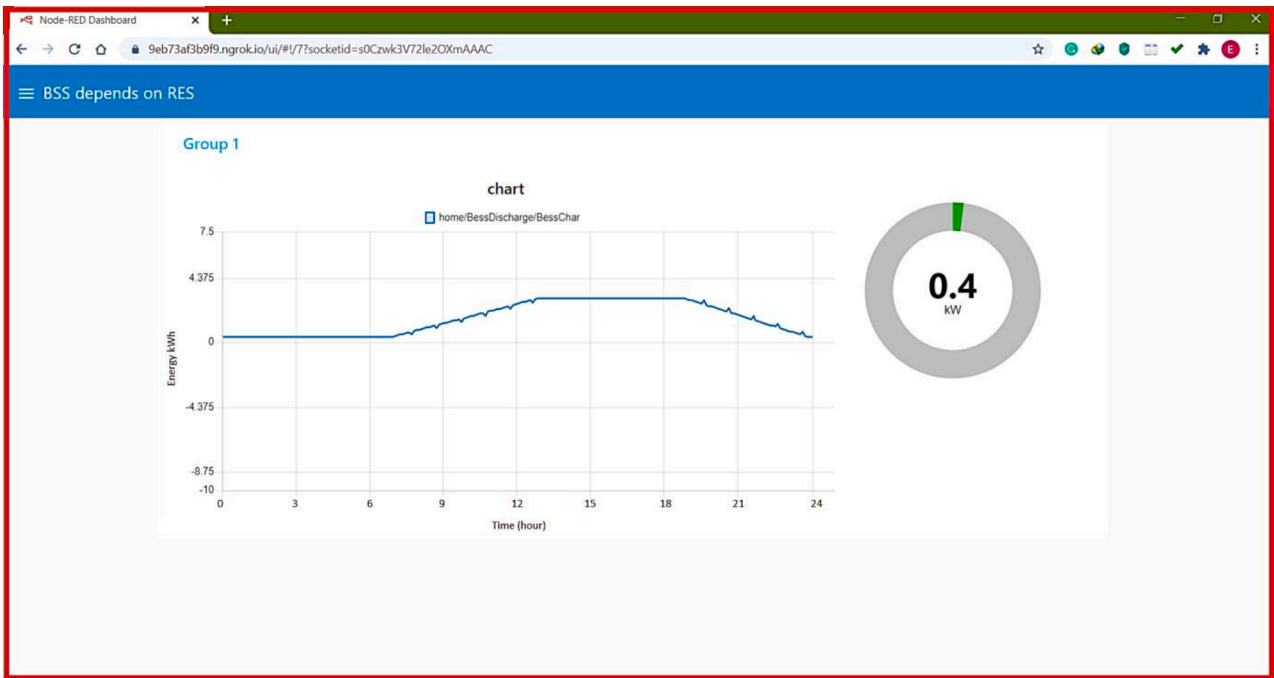 Node-RED Dashboard
9eb73af3b9f9.ngrok.io/ui/#!/7?socketid=s0Czwk3V72le2OXmAAAC
E
BSS depends on RES
Group 1
chart
home/BessDischarge/BessChar
7.5
4.375
0
-4.375
-8.75
-10
Energy kWh
0 3 6 9 12 15 18 21 24
Time (hour)
0.4
kW